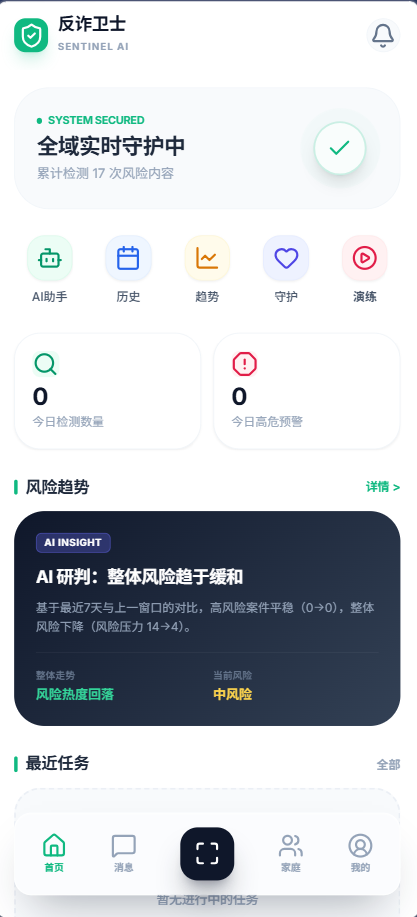 反诈卫士
SENTINEL AI
SYSTEM SECURED
全域实时守护中
累计检测 17 次风险内容
AI助手
历史
趋势
守护
演练
0
今日检测数量
0
今日高危预警
风险趋势
详情 >
AI INSIGHT
AI 研判：整体风险趋于缓和
基于最近7天与上一窗口的对比，高风险案件平稳（0→0），整体
风险下降（风险压力 14→4）。
整体走势
当前风险
风险热度回落
中风险
最近任务
全部
首页
消息
家庭
我的
暂无进行中的任务